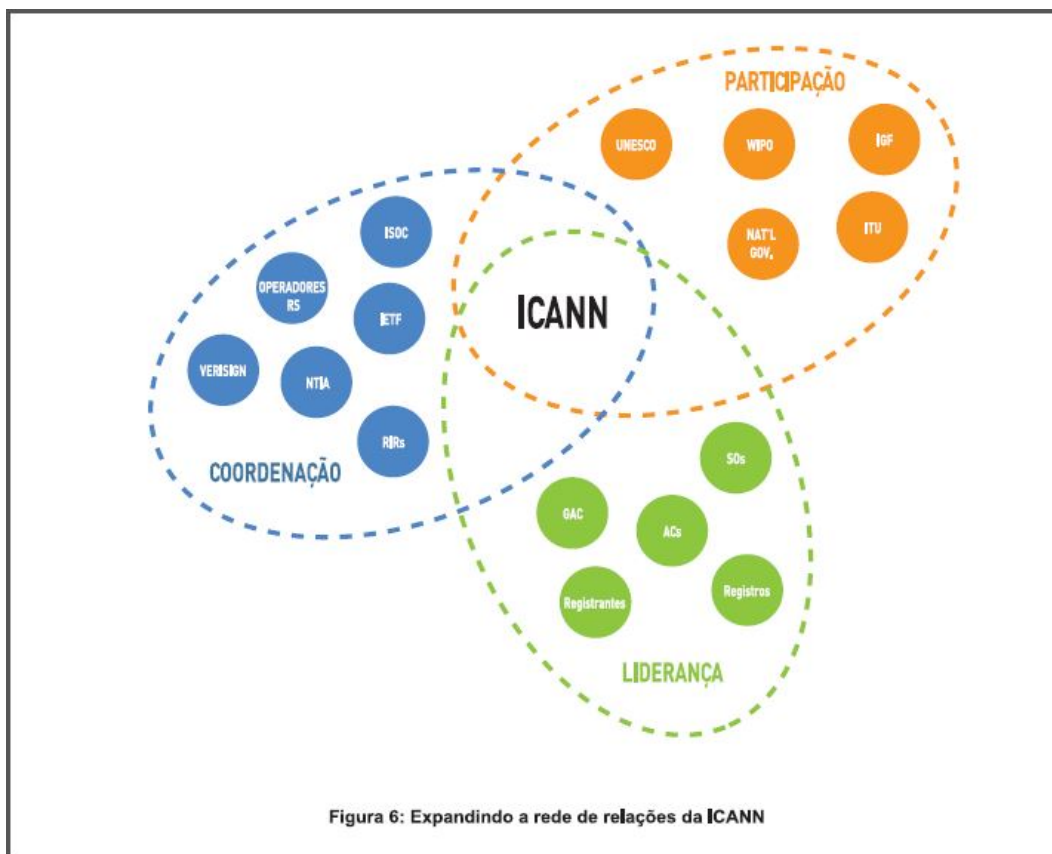 PARTICIPAÇÃO
UNESCO
WIPO
IGF
NAT'L
GOV.
ITU
ISOC
OPERADORES
RS
IETF
VERISIGN
NTIA
RIRs
COORDENAÇÃO
ICANN
SOs
GAC
ACs
Registrantes
Registros
LIDERANÇA
Figura 6: Expandindo a rede de relações da ICANN